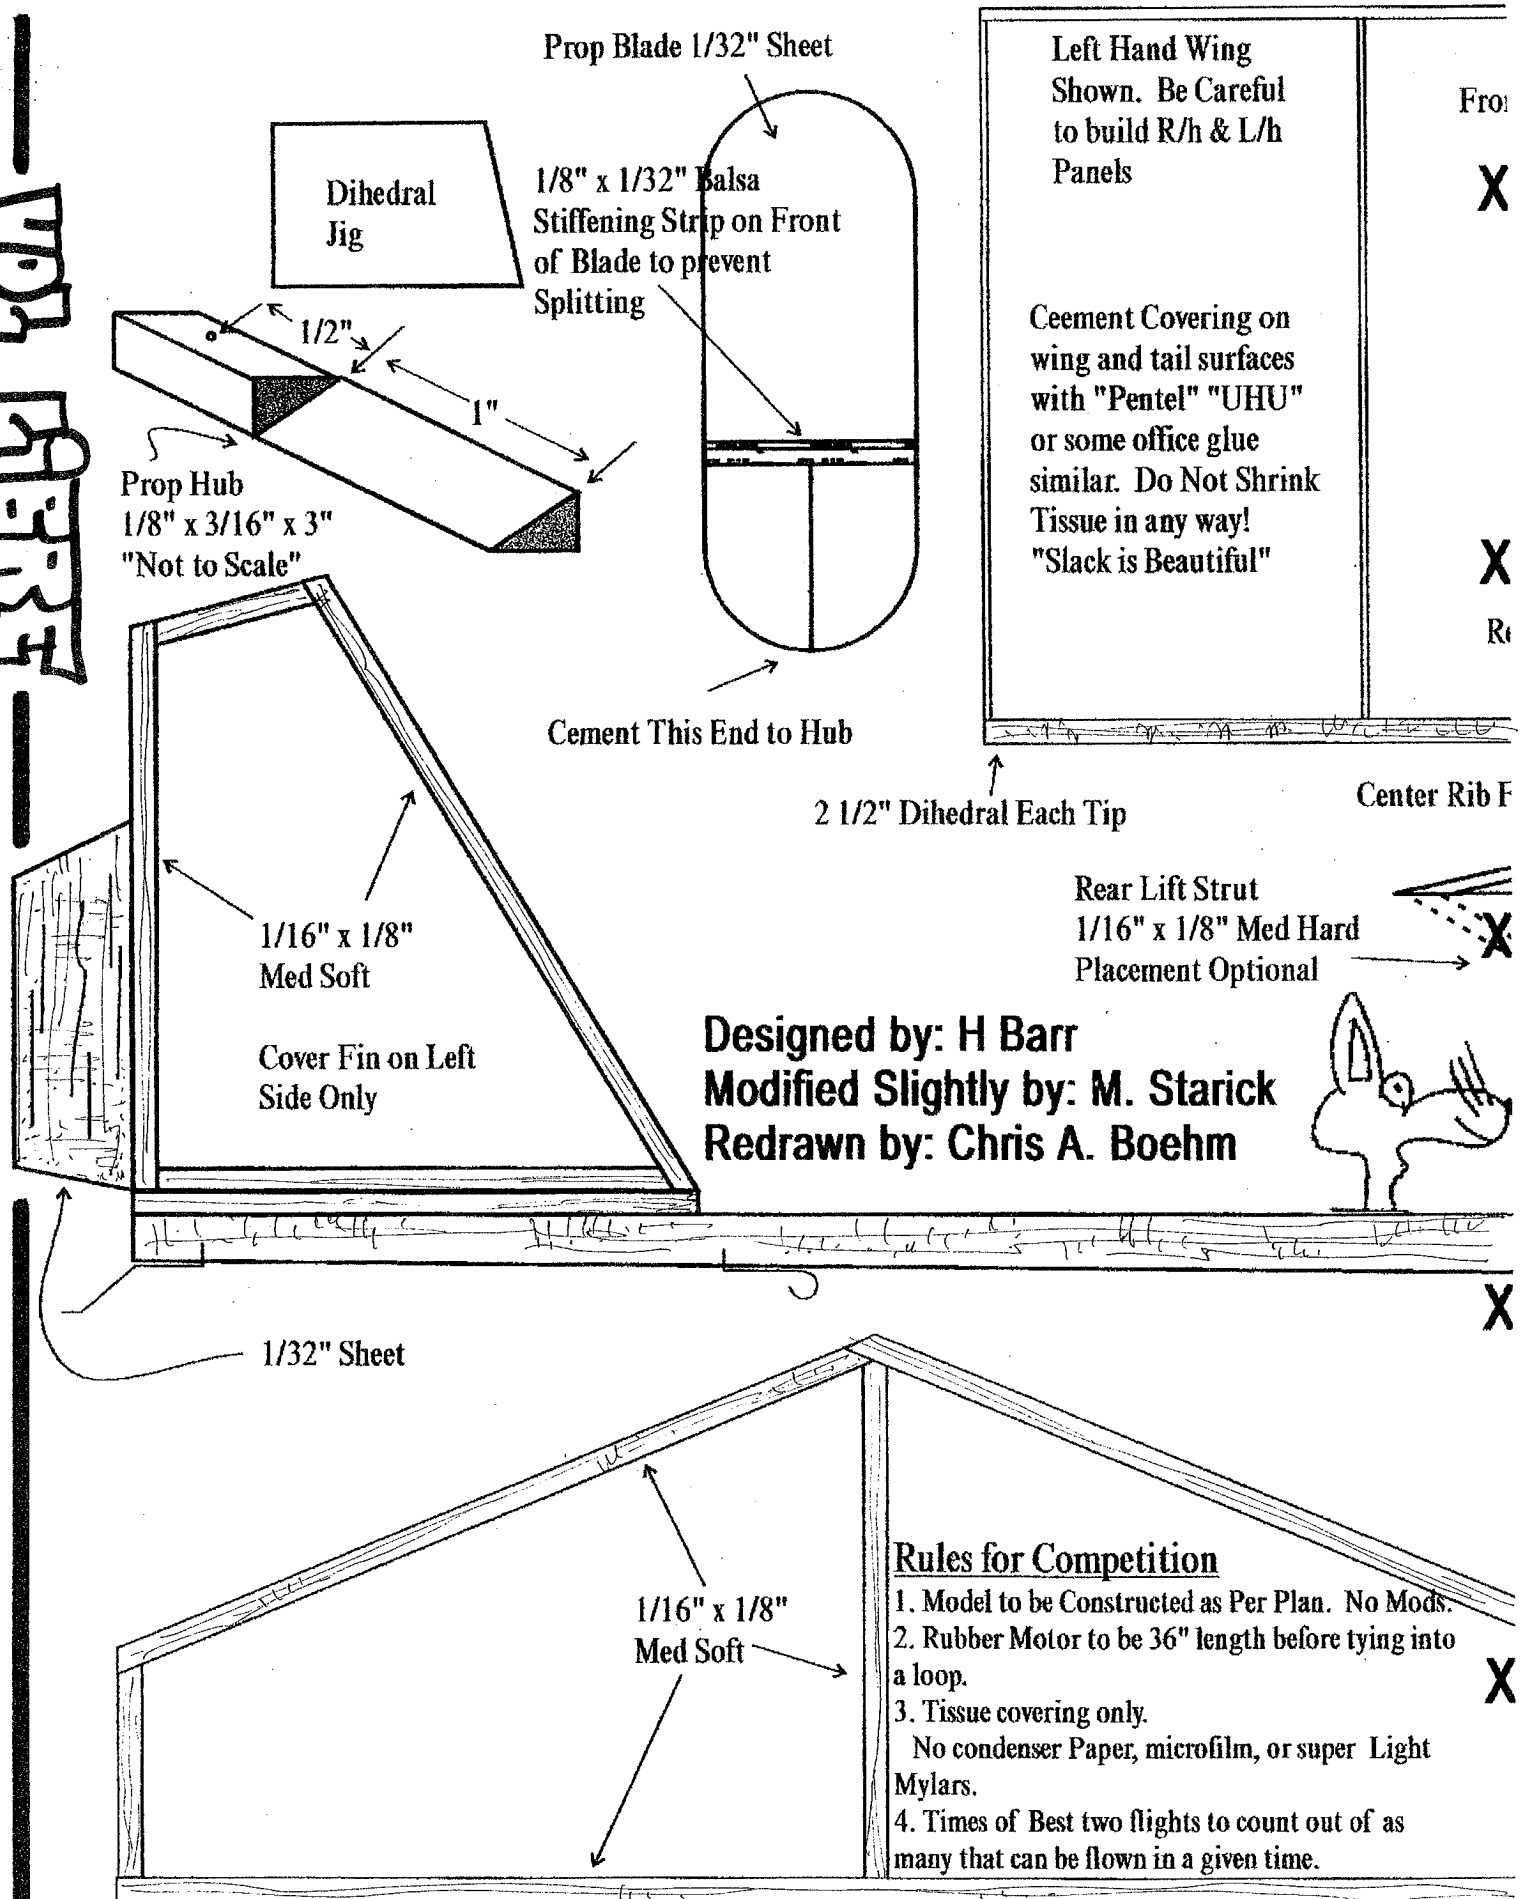 Prop Blade 1/32" Sheet
Left Hand Wing
Shown. Be Careful
to build R/h & L/h
Panels
X
Dihedral
Jig
1/8" x 1/32" Balsa
Stiffening Strip on Front
of Blade to prevent
Splitting
1/2"
1"
Prop Hub
1/8" x 3/16" x 3"
"Not to Scale"
Ceement Covering on
wing and tail surfaces
with "Pentel" "UHU"
or some office glue
similar. Do Not Shrink
Tissue in any way!
"Slack is Beautiful"
X
Cement This End to Hub
2 1/2" Dihedral Each Tip
Center Rib
Rear Lift Strut
1/16" x 1/8" Med Hard
Placement Optional
X
1/16" x 1/8"
Med Soft
Cover Fin on Left
Side Only
Designed by: H Barr
Modified Slightly by: M. Starick
Redrawn by: Chris A. Boehm
X
1/32" Sheet
1/16" x 1/8"
Med Soft
Rules for Competition
1. Model to be Constructed as Per Plan. No Mods.
2. Rubber Motor to be 36" length before tying into
a loop.
3. Tissue covering only.
No condenser Paper, microfilm, or super Light
Mylars.
4. Times of Best two flights to count out of as
many that can be flown in a given time.
X